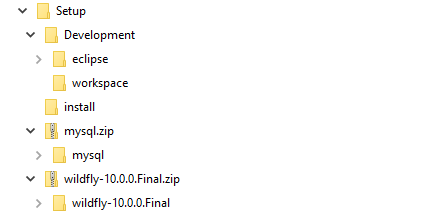 Setup
Development
eclipse
workspace
install
mysql.zip
mysql
wildfly-10.0.0.Final.zip
wildfly-10.0.0.Final